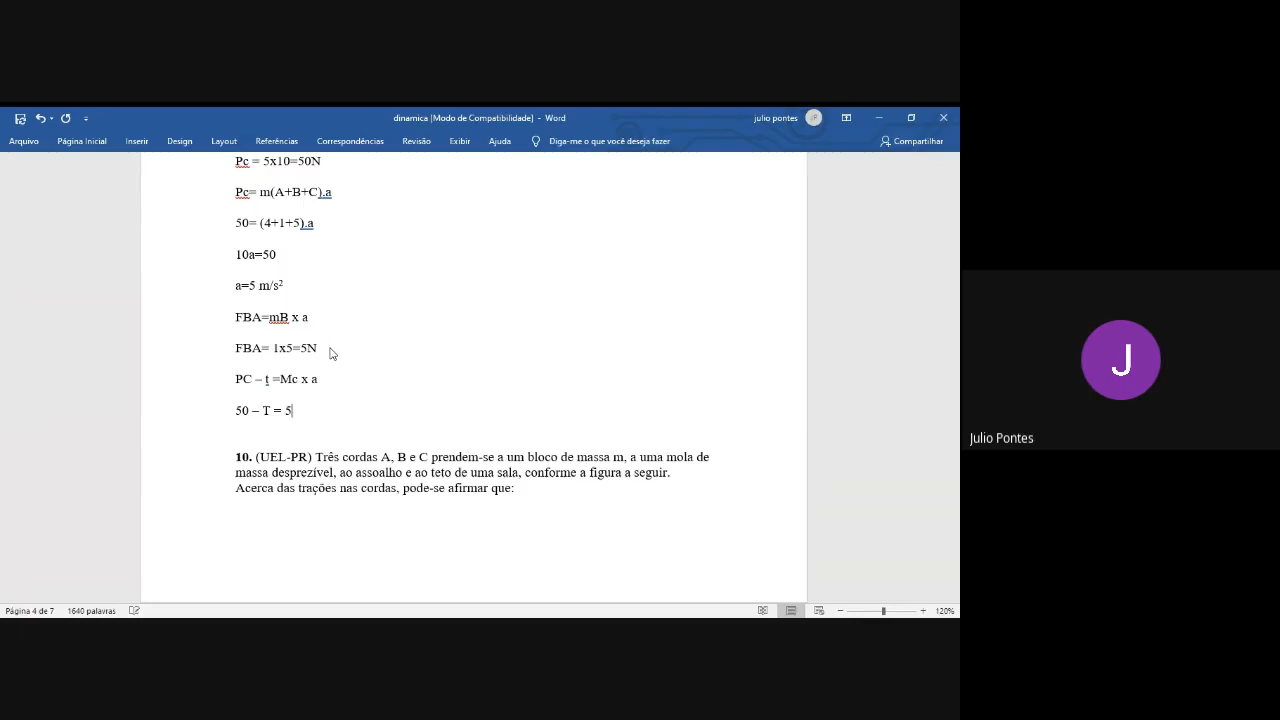 dinamica [Modo de Compatibilidade] - Word
julio pontes
JP
Arquivo Página Inicial Inserir Design Layout Referências Correspondências Revisão Exibir Ajuda Diga-me o que você deseja fazer Compartilhar
Pc = 5x10=50N
Pc= m(A+B+C).a
50= (4+1+5).a
10a=50
a=5 m/s²
FBA=mB x a
FBA= 1x5=5N
PC – t =Mc x a
50 – T = 5
10. (UEL-PR) Três cordas A, B e C prendem-se a um bloco de massa m, a uma mola de
massa desprezível, ao assoalho e ao teto de uma sala, conforme a figura a seguir.
Acerca das trações nas cordas, pode-se afirmar que:
Página 4 de 7 1640 palavras 120%
J
Julio Pontes